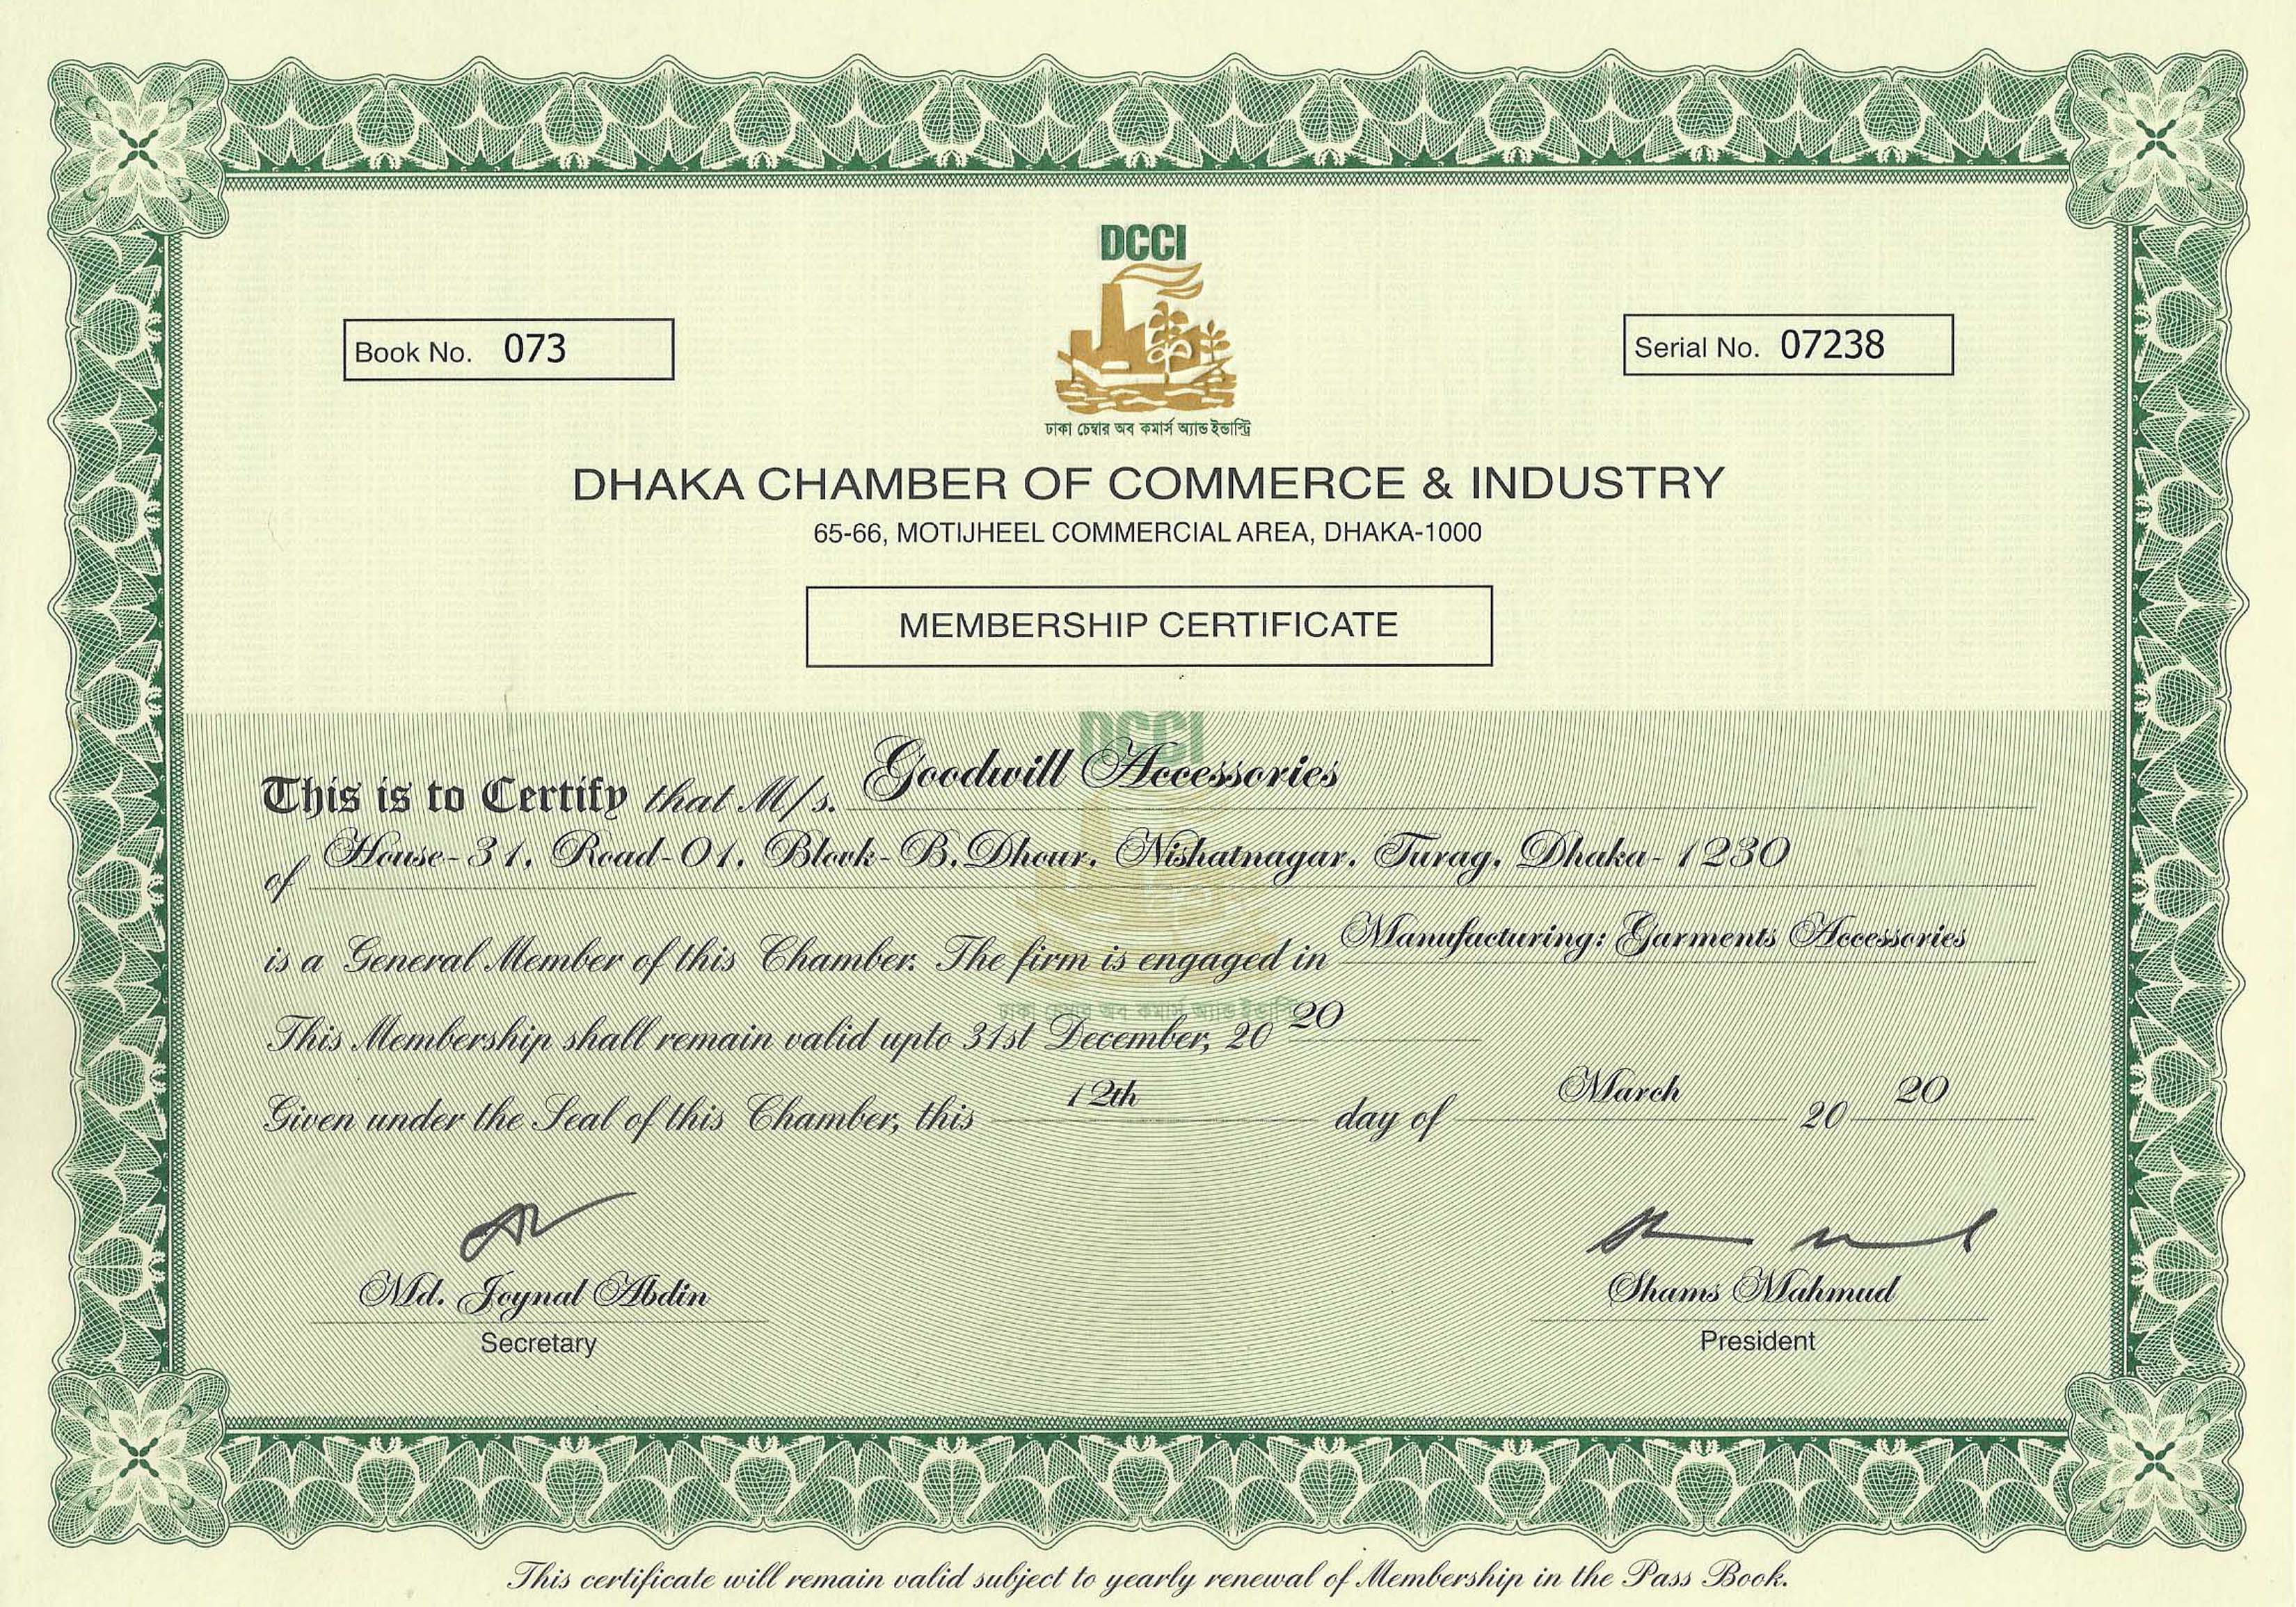 DCCI
Book No. 073
Serial No. 07238
ঢাকা চেম্বার অব কমার্স অ্যান্ড ইন্ডাস্ট্রি
DHAKA CHAMBER OF COMMERCE & INDUSTRY
65-66, MOTIJHEEL COMMERCIAL AREA, DHAKA-1000
MEMBERSHIP CERTIFICATE
DCCI
This is to Certify that M/s. Goodwill Accessories
of House-31, Road-01, Block-B, Dhour, Nishatnagar, Turag, Dhaka-1230
is a General Member of this Chamber. The firm is engaged in Manufacturing: Garments Accessories
ঢাকা চেম্বার অব কমার্স অ্যান্ড ইন্ডাস্ট্রি
This Membership shall remain valid upto 31st December, 20 20
Given under the Seal of this Chamber, this 12th day of March 20 20
Md. Joynal Abdin
Secretary
Shams Mahmud
President
This certificate will remain valid subject to yearly renewal of Membership in the Pass Book.